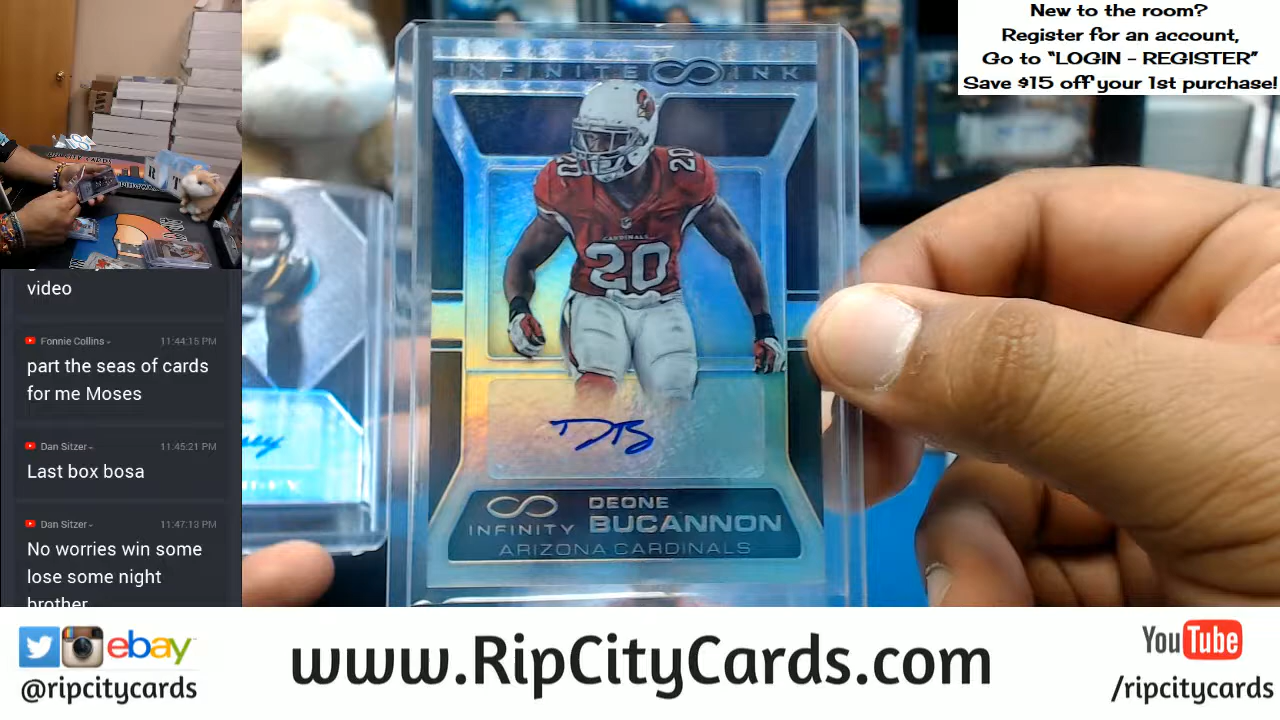 New to the room?
Register for an account,
Go to "LOGIN - REGISTER"
Save $15 off your 1st purchase!
INFINITE INK
20
20
CARDINALS
20
INFINITY
DEONE
BUCANNON
ARIZONA CARDINALS
video
Fonnie Collins
11:44:15 PM
part the seas of cards
for me Moses
Dan Sitzer
11:45:21 PM
Last box bosa
Dan Sitzer
11:47:13 PM
No worries win some
lose some night
brother
ebay
@ripcitycards
www.RipCityCards.com
YouTube
/ripcitycards